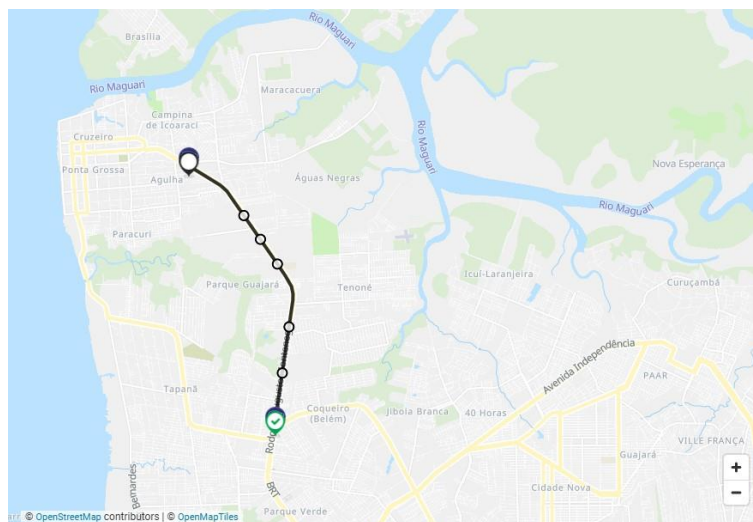 Brasília
Rio Maguari
Rio Maguari
Maracacuera
Campina
de Icoaraci
Cruzeiro
Rio Maguari
Ponta Grossa
Agulha
Águas Negras
Nova Esperança
Rio Maguari
Paracuri
Icuí-Laranjeira
Curuçambá
Parque Guajará
Tenoné
Avenida Independência
PAAR
Tapanã
Coqueiro
(Belém)
Jibóia Branca
40 Horas
VILLE FRANÇA
Guajará
BRT
Cidade Nova
Bernardes
Parque Verde
+
−
© OpenStreetMap contributors | © OpenMapTiles